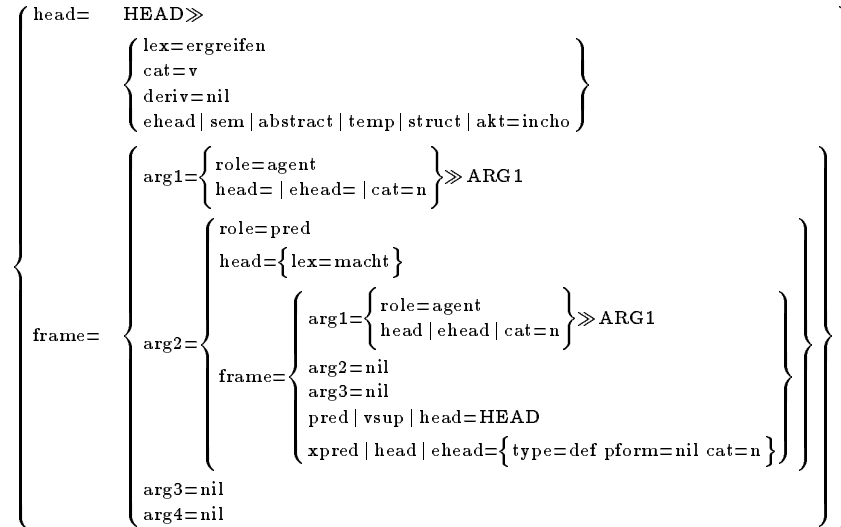 head= HEAD≫
lex=ergreifen
cat=v
deriv=nil
ehead | sem | abstract | temp | struct | akt=incho
frame=
arg1= role=agent
head= | ehead= | cat=n ≫ ARG1
arg2=
role=pred
head={lex=macht}
frame=
arg1= role=agent
head | ehead | cat=n ≫ ARG1
arg2=nil
arg3=nil
pred | vsup | head=HEAD
xpred | head | ehead={type=def pform=nil cat=n}
arg3=nil
arg4=nil